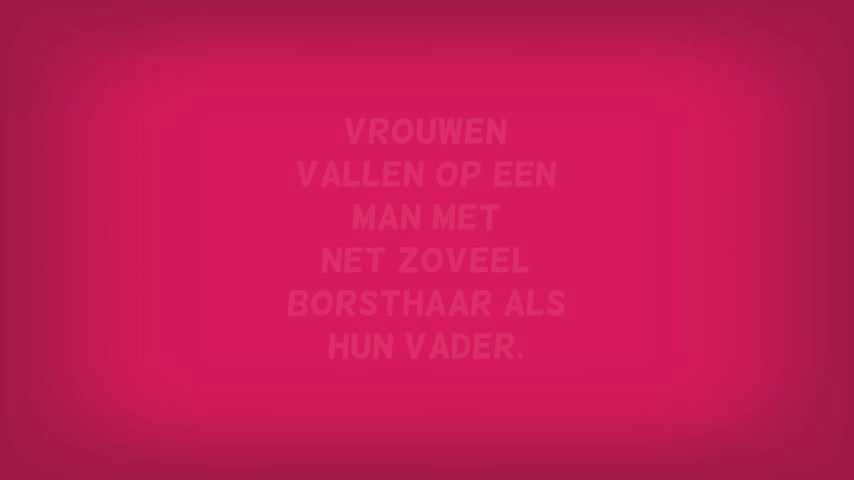 VROUWEN
VALLEN OP EEN
MAN MET
NET ZOVEEL
BORSTHAAR ALS
HUN VADER.